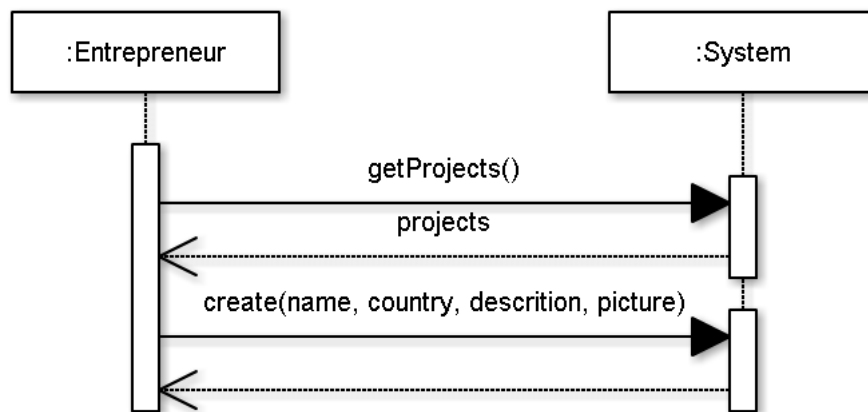 :Entrepreneur
:System
getProjects()
projects
create(name, country, descrition, picture)